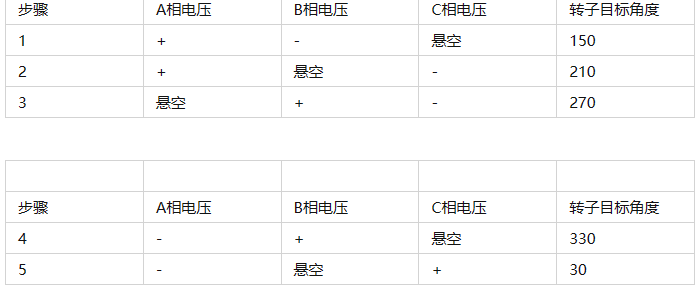 步骤 A相电压 B相电压 C相电压 转子目标角度
1 + - 悬空 150
2 + 悬空 - 210
3 悬空 + - 270
步骤 A相电压 B相电压 C相电压 转子目标角度
4 - + 悬空 330
5 - 悬空 + 30